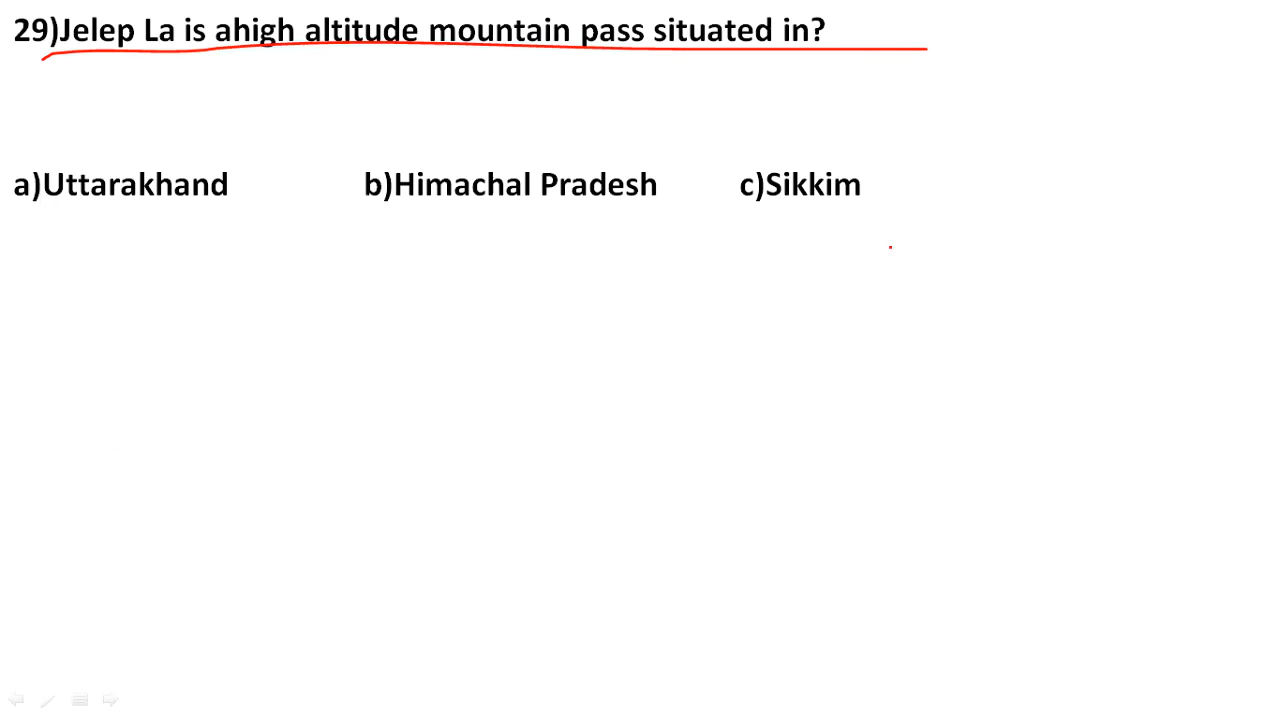 29)Jelep La is ahigh altitude mountain pass situated in?
a)Uttarakhand b)Himachal Pradesh c)Sikkim